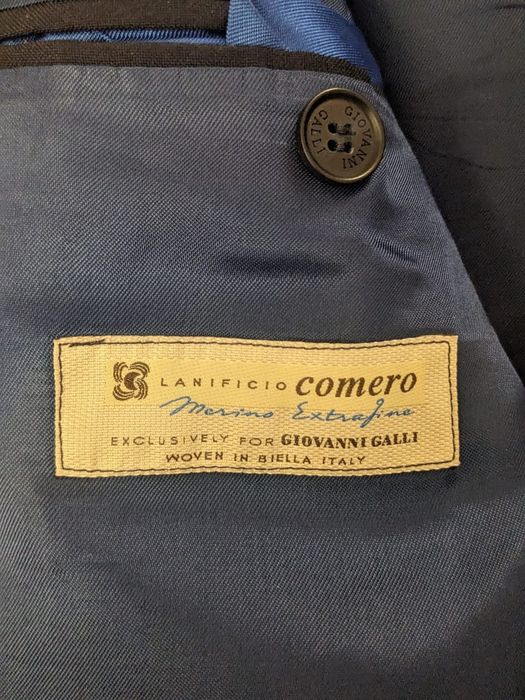 GIOVANNI
GALLI
LANIFICIO comero
Merino Extrafine
EXCLUSIVELY FOR GIOVANNI GALLI
WOVEN IN BIELLA ITALY